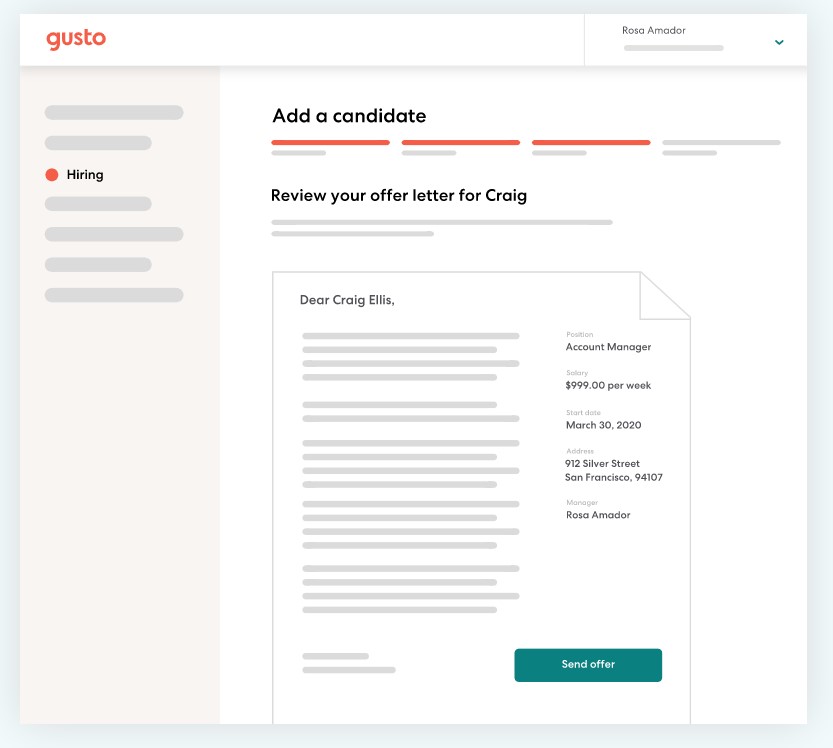 gusto
Rosa Amador
Hiring
Add a candidate
Review your offer letter for Craig
Dear Craig Ellis,
Position
Account Manager
Salary
$999.00 per week
Start date
March 30, 2020
Address
912 Silver Street
San Francisco, 94107
Manager
Rosa Amador
Send offer